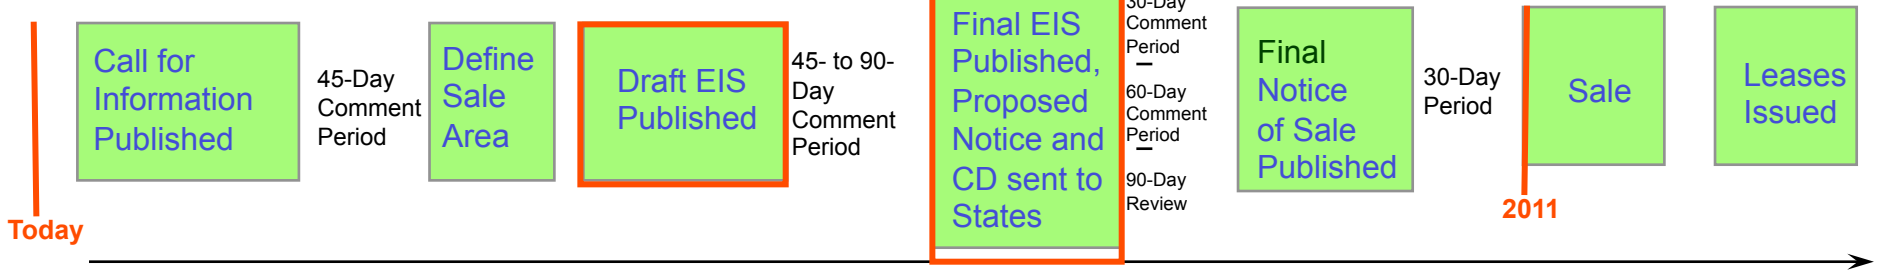 Call for
Information
Published
45-Day
Comment
Period
Define
Sale
Area
Draft EIS
Published
45- to 90-
Day
Comment
Period
Final EIS
Published,
Proposed
Notice and
CD sent to
States
30-Day
Comment
Period
60-Day
Comment
Period
90-Day
Review
Final
Notice
of Sale
Published
30-Day
Period
Sale
Leases
Issued
Today
2011